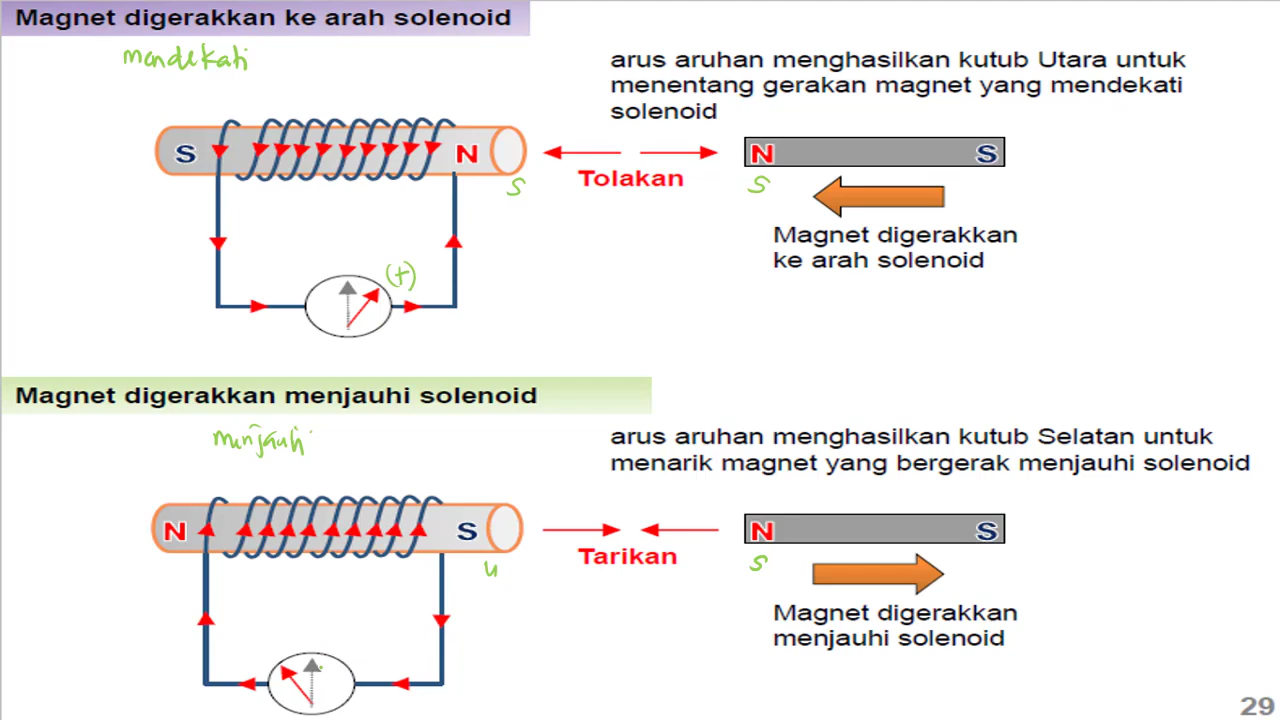 Magnet digerakkan ke arah solenoid
mendekati
arus aruhan menghasilkan kutub Utara untuk
menentang gerakan magnet yang mendekati
solenoid
S
N
N
S
Tolakan
S
S
Magnet digerakkan
ke arah solenoid
(+)
Magnet digerakkan menjauhi solenoid
menjauhi
arus aruhan menghasilkan kutub Selatan untuk
menarik magnet yang bergerak menjauhi solenoid
N
S
N
S
Tarikan
u
S
Magnet digerakkan
menjauhi solenoid
29